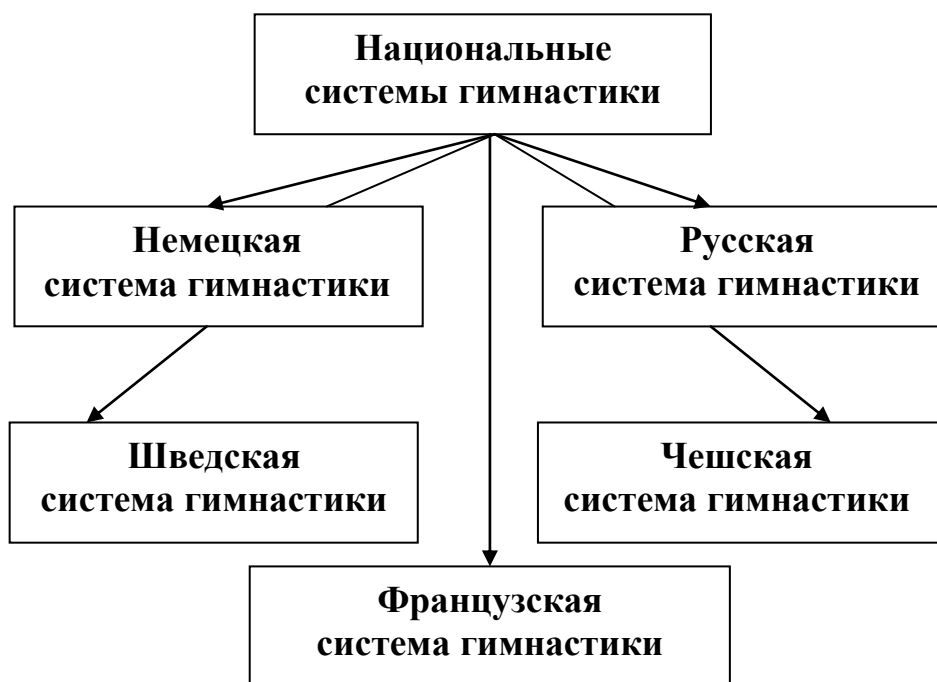 Национальные
системы гимнастики
Немецкая
система гимнастики
Русская
система гимнастики
Шведская
система гимнастики
Чешская
система гимнастики
Французская
система гимнастики